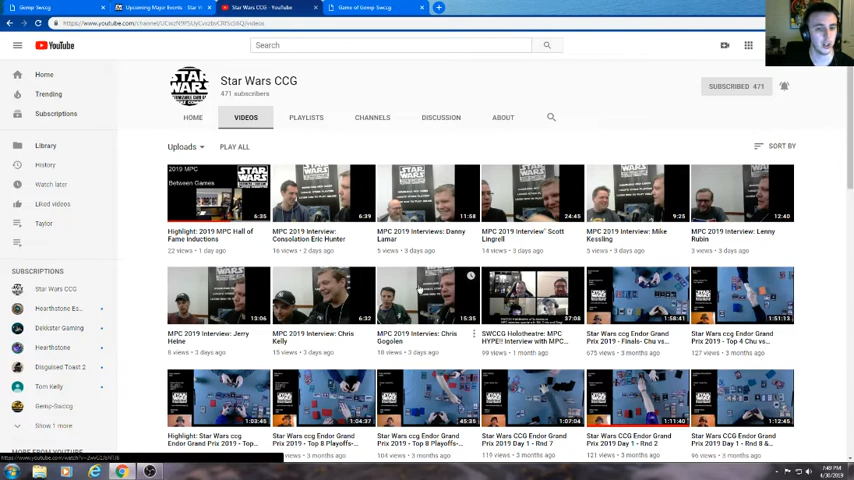 Gemp-Swccg
Upcoming Major Events - Star W
Star Wars CCG - YouTube
Game of Gemp-Swccg
YouTube
Search
Home
Trending
Subscriptions
Library
History
Watch later
Liked videos
Taylor
SUBSCRIPTIONS
Star Wars CCG
Hearthstone Es...
Dekkster Gaming
Hearthstone
Disguised Toast 2
Tom Kelly
Gemp-Swccg
Show 1 more
MORE FROM YOUTUBE
Star Wars CCG
471 subscribers
SUBSCRIBED 471
HOME
VIDEOS
PLAYLISTS
CHANNELS
DISCUSSION
ABOUT
Uploads
PLAY ALL
SORT BY
2019 MPC
Between Games
6:35
6:39
11:58
24:45
9:25
12:40
Highlight: 2019 MPC Hall of Fame Inductions
22 views • 1 day ago
MPC 2019 Interview: Consolation Eric Hunter
16 views • 2 days ago
MPC 2019 Interviews: Danny Lamar
5 views • 3 days ago
MPC 2019 Interview: Scott Lingrell
14 views • 3 days ago
MPC 2019 Interview: Mike Kessling
5 views • 3 days ago
MPC 2019 Interview: Lenny Rubin
3 views • 3 days ago
13:06
6:32
15:35
37:08
1:58:41
1:51:13
MPC 2019 Interview: Jerry Heine
8 views • 3 days ago
MPC 2019 Interview: Chris Kelly
15 views • 3 days ago
MPC 2019 Intervies: Chris Gogolen
18 views • 3 days ago
SWCCG Holotheatre: MPC HYPE!! Interview with MPC...
99 views • 1 month ago
Star Wars ccg Endor Grand Prix 2019 - Finals- Chu vs...
675 views • 3 months ago
Star Wars ccg Endor Grand Prix 2019 - Top 4 Chu vs...
127 views • 3 months ago
1:03:45
1:04:37
45:35
1:07:04
1:11:40
1:12:45
Highlight: Star Wars ccg Endor Grand Prix 2019 - Top...
Star Wars ccg Endor Grand Prix 2019 - Top 8 Playoffs-...
views • 3 months ago
Star Wars ccg Endor Grand Prix 2019 - Top 8 Playoffs-...
104 views • 3 months ago
Star Wars ccg Endor Grand Prix 2019 Day 1 - Rnd 7
117 views • 3 months ago
Star Wars CCG Endor Grand Prix 2019 Day 1 - Rnd 2
121 views • 3 months ago
Star Wars ccg Endor Grand Prix 2019 Day 1 - Rnd 8 &...
views • 3 months ago
7:49 PM
4/30/2019